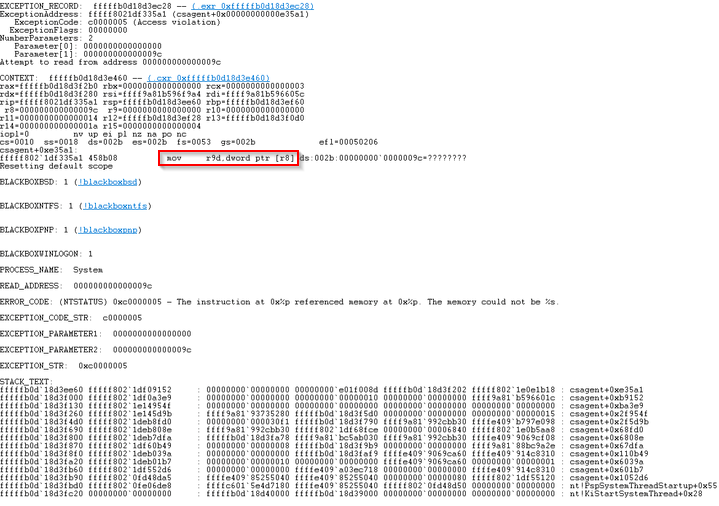 EXCEPTION_RECORD: fffffb0d18d3ec28 -- (.exr 0xfffffb0d18d3ec28)
ExceptionAddress: fffff8021df335a1 (csagent+0x00000000000e35a1)
ExceptionCode: c0000005 (Access violation)
ExceptionFlags: 00000000
NumberParameters: 2
Parameter[0]: 0000000000000000
Parameter[1]: 000000000000009c
Attempt to read from address 000000000000009c
CONTEXT: fffffb0d18d3e460 -- (.cxr 0xfffffb0d18d3e460)
rax=fffffb0d18d3f2b0 rbx=0000000000000000 rcx=0000000000000003
rdx=fffffb0d18d3f280 rsi=ffff9a81b596f9a4 rdi=ffff9a81b596605c
rip=fffff8021df335a1 rsp=fffffb0d18d3ee60 rbp=fffffb0d18d3ef60
r8=000000000000009c r9=0000000000000000 r10=0000000000000000
r11=0000000000000014 r12=fffffb0d18d3ef28 r13=fffffb0d18d3f0d0
r14=000000000000001a r15=0000000000000004
iopl=0 nv up ei pl nz na po nc
cs=0010 ss=0018 ds=002b es=002b fs=0053 gs=002b efl=00050206
csagent+0xe35a1:
fffff802`1df335a1 458b08 mov r9d,dword ptr [r8] ds:002b:00000000`0000009c=????????
Resetting default scope
BLACKBOXBSD: 1 (!blackboxbsd)
BLACKBOXNTFS: 1 (!blackboxntfs)
BLACKBOXPNP: 1 (!blackboxpnp)
BLACKBOXWINLOGON: 1
PROCESS_NAME: System
READ_ADDRESS: 000000000000009c
ERROR_CODE: (NTSTATUS) 0xc0000005 - The instruction at 0x%p referenced memory at 0x%p. The memory could not be %s.
EXCEPTION_CODE_STR: c0000005
EXCEPTION_PARAMETER1: 0000000000000000
EXCEPTION_PARAMETER2: 000000000000009c
EXCEPTION_STR: 0xc0000005
STACK_TEXT:
fffffb0d`18d3ee60 fffff802`1df09152 : 00000000`00000000 00000000`e01f008d fffffb0d`18d3f202 fffff802`1e0e1b18 : csagent+0xe35a1
fffffb0d`18d3f000 fffff802`1df0a3e9 : 00000000`00000000 00000000`00000010 00000000`00000000 ffff9a81`b596601c : csagent+0xb9152
fffffb0d`18d3f130 fffff802`1e14954f : 00000000`00000000 00000000`00000000 00000000`00000000 00000000`00000000 : csagent+0xba3e9
fffffb0d`18d3f260 fffff802`1e145d9b : ffff9a81`93735280 fffffb0d`18d3f5d0 00000000`00000000 00000000`00000015 : csagent+0x2f954f
fffffb0d`18d3f4d0 fffff802`1deb8fd0 : 00000000`000030f1 fffffb0d`18d3f790 ffff9a81`992cbb30 ffffe409`b797e098 : csagent+0x2f5d9b
fffffb0d`18d3f690 fffff802`1deb808e : ffff9a81`992cbb30 fffff802`1df68fce 00000000`00006840 fffff802`1e0b5aa8 : csagent+0x68fd0
fffffb0d`18d3f800 fffff802`1deb7dfa : fffffb0d`18d3fa78 ffff9a81`bc5ab030 ffff9a81`992cbb30 ffffe409`9069cf08 : csagent+0x6808e
fffffb0d`18d3f870 fffff802`1df60b49 : 00000000`00000008 fffffb0d`18d3f9b9 00000000`00000000 ffff9a81`88bc9a2e : csagent+0x67dfa
fffffb0d`18d3f8f0 fffff802`1deb039a : 00000000`00000000 fffffb0d`18d3faf9 ffffe409`9069ca60 ffffe409`914c8310 : csagent+0x110b49
fffffb0d`18d3fa20 fffff802`1deb01b7 : 00000000`00000010 00000000`00000000 ffffe409`9069ca60 00000000`00000000 : csagent+0x6039a
fffffb0d`18d3fb60 fffff802`1df552d6 : 00000000`00000000 ffffe409`a03ec718 00000000`00000000 ffffe409`914c8310 : csagent+0x601b7
fffffb0d`18d3fb90 fffff802`0fd48da5 : ffffe409`85255040 00000000`00000000 00000000`00000080 fffff802`1df55120 : csagent+0x1052d6
fffffb0d`18d3fbd0 fffff802`0fe06de8 : ffffc601`5e4d7180 ffffe409`85255040 fffff802`0fd48d50 00000000`00000000 : nt!PspSystemThreadStartup+0x55
fffffb0d`18d3fc20 00000000`00000000 : fffffb0d`18d40000 fffffb0d`18d39000 00000000`00000000 00000000`00000000 : nt!KiStartSystemThread+0x28